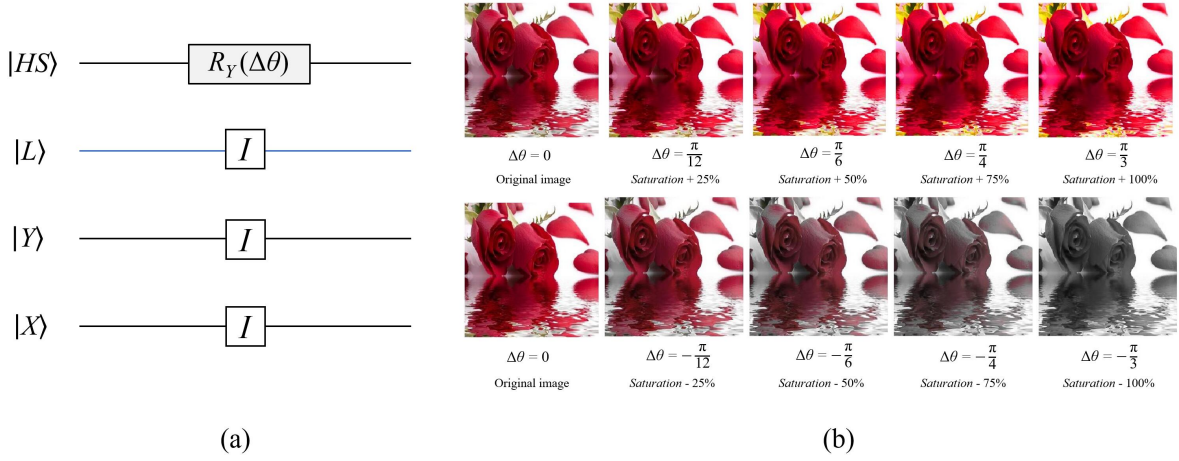 |HS⟩ R_Y(Δθ)
|L⟩ I
|Y⟩ I
|X⟩ I
(a)
Δθ = 0 Δθ = π/12 Δθ = π/6 Δθ = π/4 Δθ = π/3
Original image Saturation + 25% Saturation + 50% Saturation + 75% Saturation + 100%
Δθ = 0 Δθ = −π/12 Δθ = −π/6 Δθ = −π/4 Δθ = −π/3
Original image Saturation - 25% Saturation - 50% Saturation - 75% Saturation - 100%
(b)